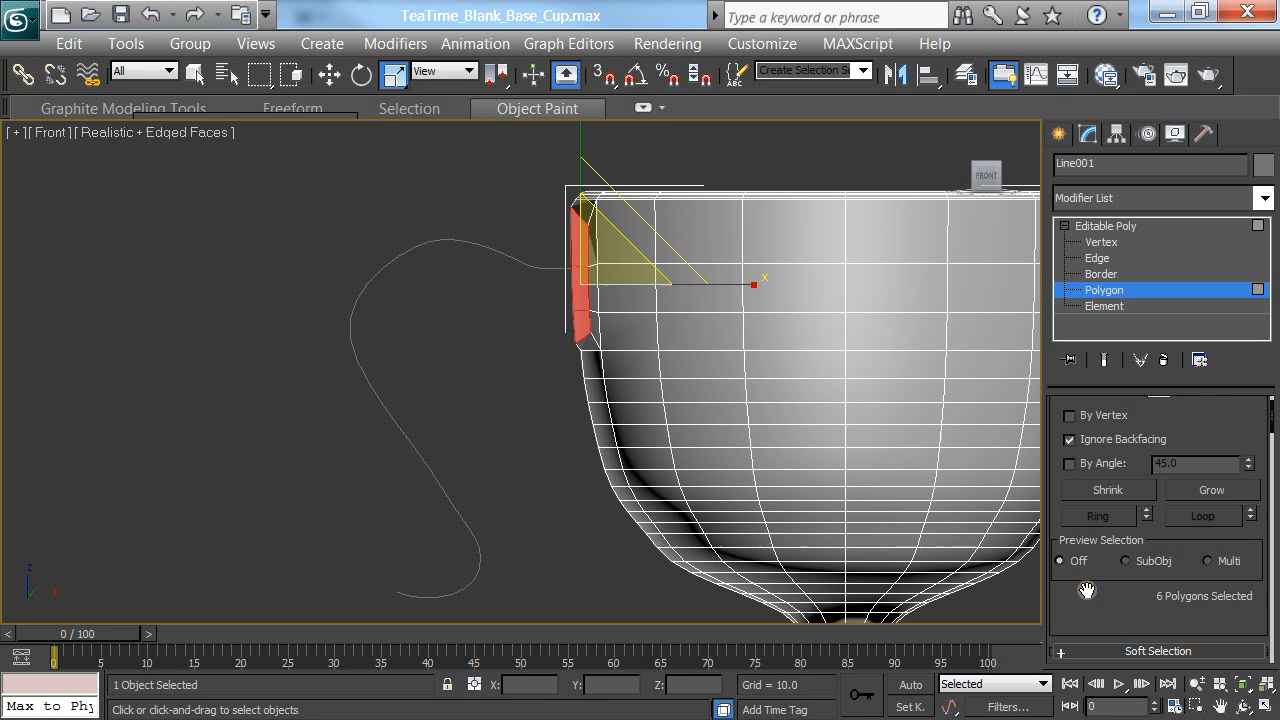 TeaTime_Blank_Base_Cup.max
Type a keyword or phrase
Edit Tools Group Views Create Modifiers Animation Graph Editors Rendering Customize MAXScript Help
All View Create Selection Se
Graphite Modeling Tools Freeform Selection Object Paint
[ + ][ Front ][ Realistic + Edged Faces ]
FRONT
x
z
x
Line001
Modifier List
Editable Poly
Vertex
Edge
Border
Polygon
Element
By Vertex
Ignore Backfacing
By Angle: 45.0
Shrink Grow
Ring Loop
Preview Selection
Off SubObj Multi
6 Polygons Selected
+ Soft Selection
< 0 / 100 >
0 5 10 15 20 25 30 35 40 45 50 55 60 65 70 75 80 85 90 95 100
1 Object Selected X: Y: Z: Grid = 10.0 Auto Selected
Max to Phy Click or click-and-drag to select objects Add Time Tag Set K. Filters... 0